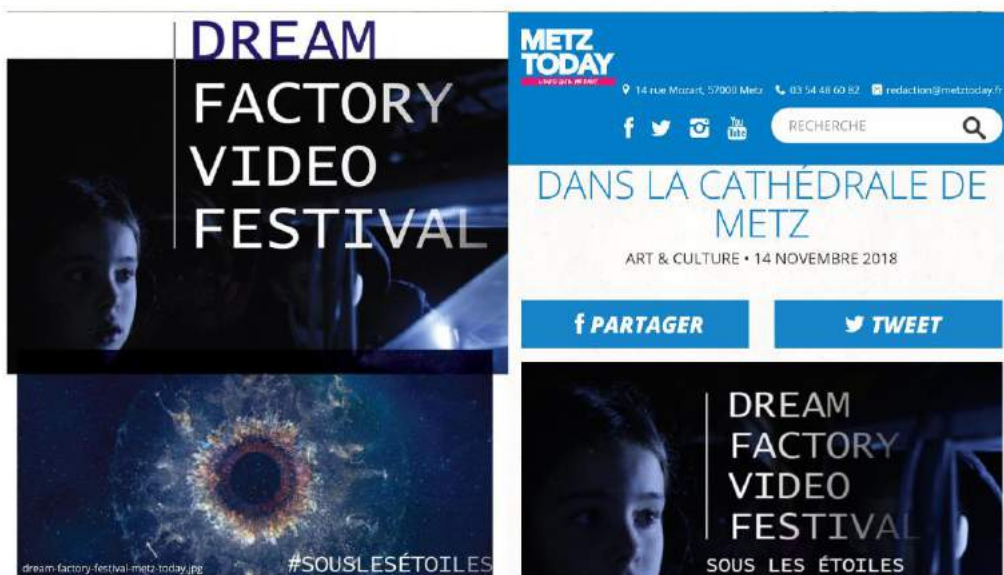 DREAM
FACTORY
VIDEO
FESTIVAL
dream-factory-festival-metz-today.jpg
#SOUSLESÉTOILES
METZ
TODAY
14 rue Mozart, 57000 Metz 03 54 48 60 82 redaction@metztoday.fr
f You Tube RECHERCHE
DANS LA CATHÉDRALE DE
METZ
ART & CULTURE • 14 NOVEMBRE 2018
f PARTAGER TWEET
DREAM
FACTORY
VIDEO
FESTIVAL
SOUS LES ÉTOILES